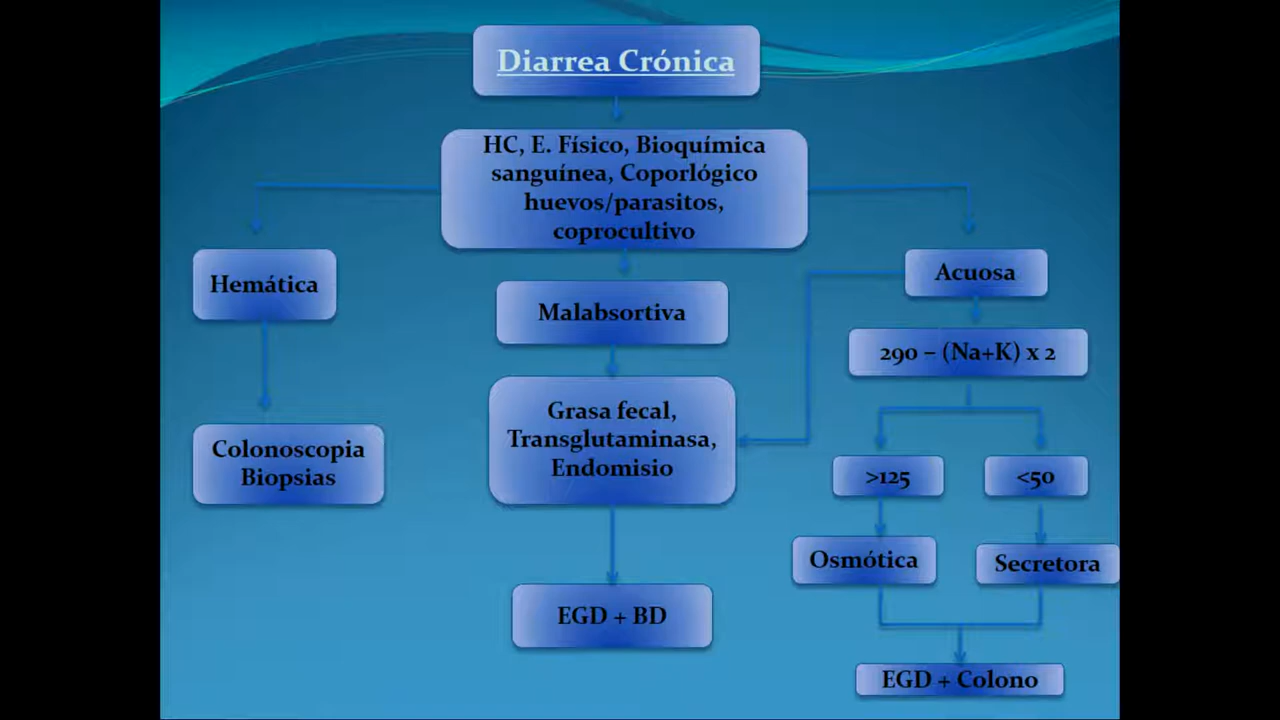 Diarrea Crónica
HC, E. Físico, Bioquímica
sanguínea, Coporlógico
huevos/parasitos,
coprocultivo
Hemática
Malabsortiva
Acuosa
290 – (Na+K) x 2
Grasa fecal,
Transglutaminasa,
Endomisio
Colonoscopia
Biopsias
>125
<50
Osmótica
Secretora
EGD + BD
EGD + Colono